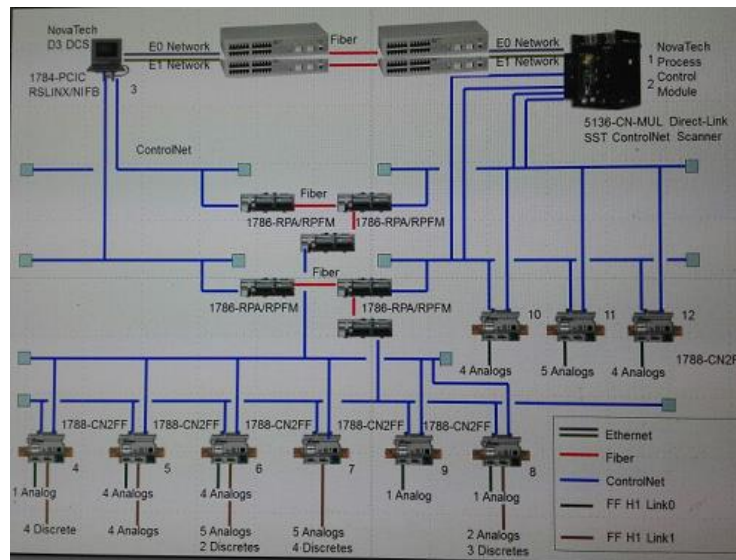 NovaTech
D3 DCS
E0 Network
E1 Network
Fiber
E0 Network
E1 Network
NovaTech
1 Process
2 Control
Module
1784-PCIC
RSLINX/NIFB
3
5136-CN-MUL Direct-Link
SST ControlNet Scanner
ControlNet
Fiber
1786-RPA/RPFM
1786-RPA/RPFM
Fiber
1786-RPA/RPFM
1786-RPA/RPFM
10
11
12
4 Analogs
5 Analogs
4 Analogs
1788-CN2F
1788-CN2FF
1788-CN2FF
1788-CN2FF
1788-CN2FF
1788-CN2FF
4
5
6
7
9
8
1 Analog
4 Analogs
4 Analogs
1 Analog
1 Analog
4 Discrete
4 Analogs
5 Analogs
2 Discretes
5 Analogs
4 Discretes
2 Analogs
3 Discretes
Ethernet
Fiber
ControlNet
FF H1 Link0
FF H1 Link1